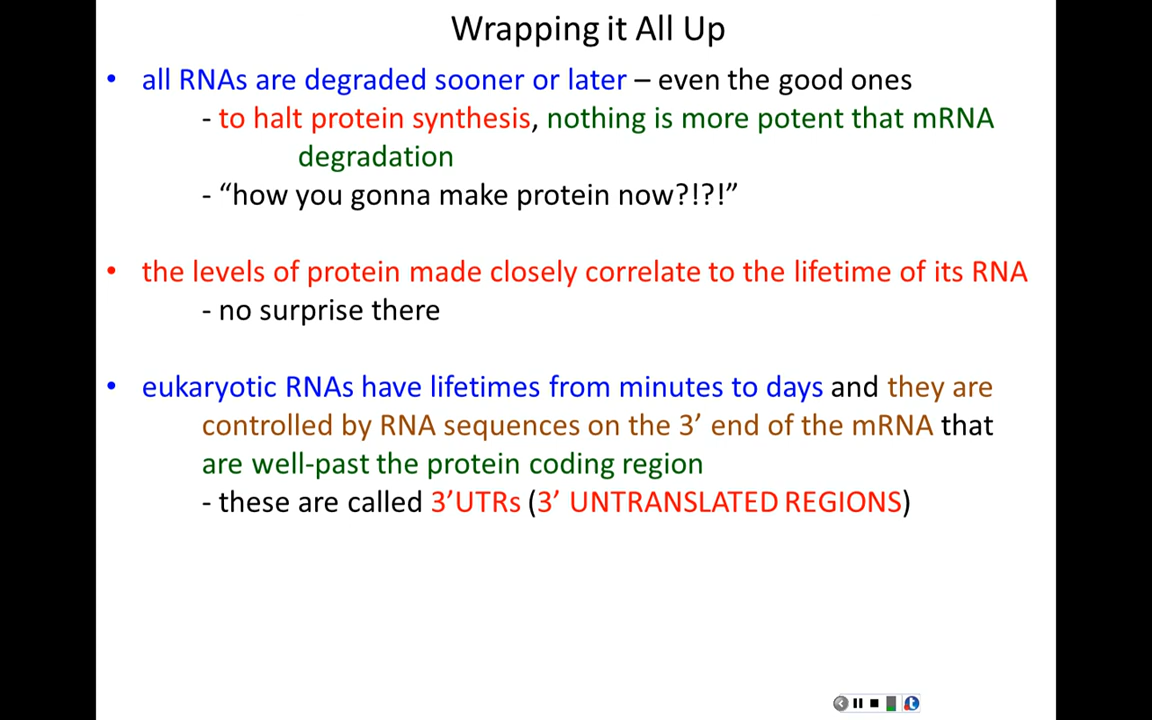 Wrapping it All Up
• all RNAs are degraded sooner or later – even the good ones
- to halt protein synthesis, nothing is more potent that mRNA
degradation
- “how you gonna make protein now?!?!”
• the levels of protein made closely correlate to the lifetime of its RNA
- no surprise there
• eukaryotic RNAs have lifetimes from minutes to days and they are
controlled by RNA sequences on the 3’ end of the mRNA that
are well-past the protein coding region
- these are called 3’UTRs (3’ UNTRANSLATED REGIONS)